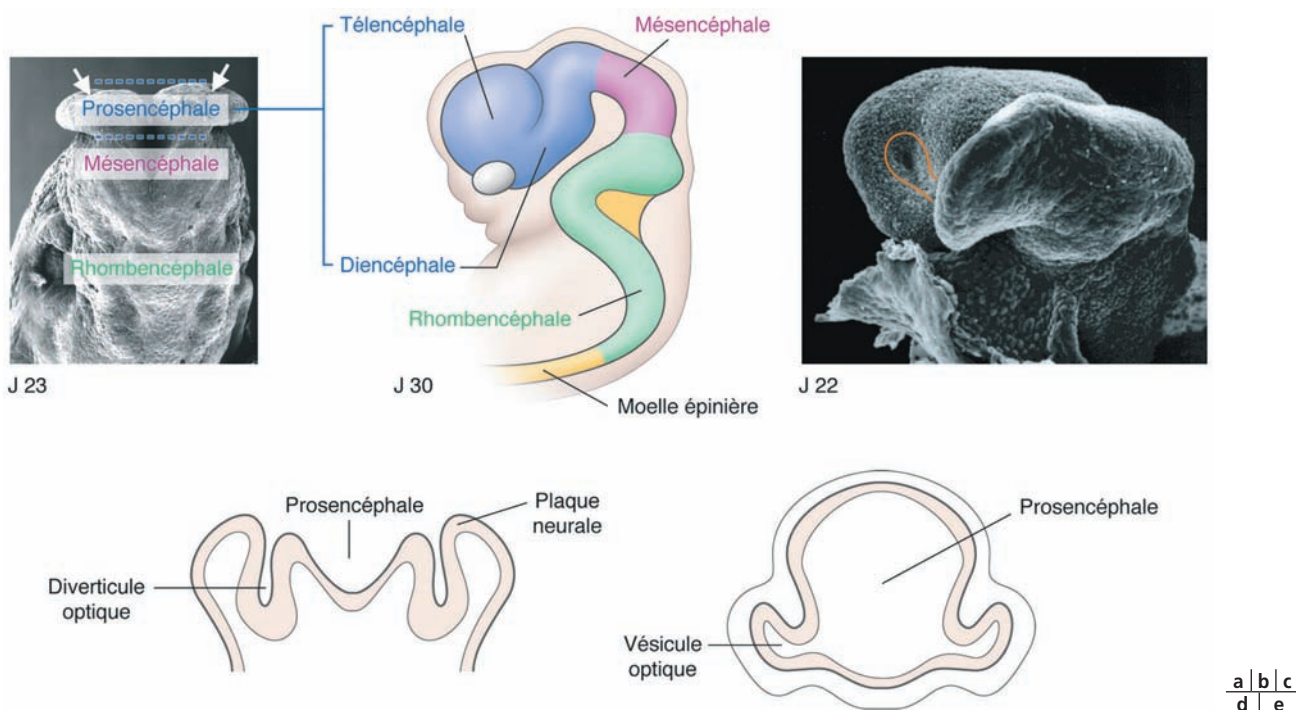 Télencéphale
Mésencéphale
Prosencéphale
Mésencéphale
Rhombencéphale
Diencéphale
Rhombencéphale
Moelle épinière
J 23
J 30
J 22
Prosencéphale
Plaque
neurale
Diverticule
optique
Prosencéphale
Vésicule
optique
a b c
d e